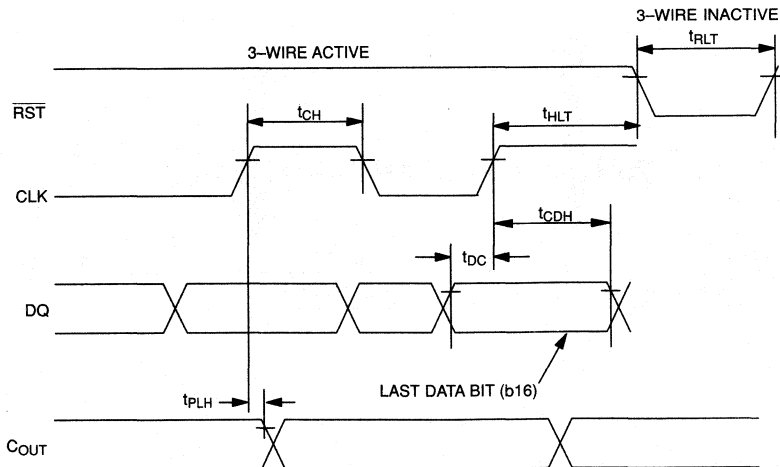 3–WIRE INACTIVE
tRLT
3–WIRE ACTIVE
RST
tCH
tHLT
CLK
tCDH
tDC
DQ
LAST DATA BIT (b16)
tPLH
COUT